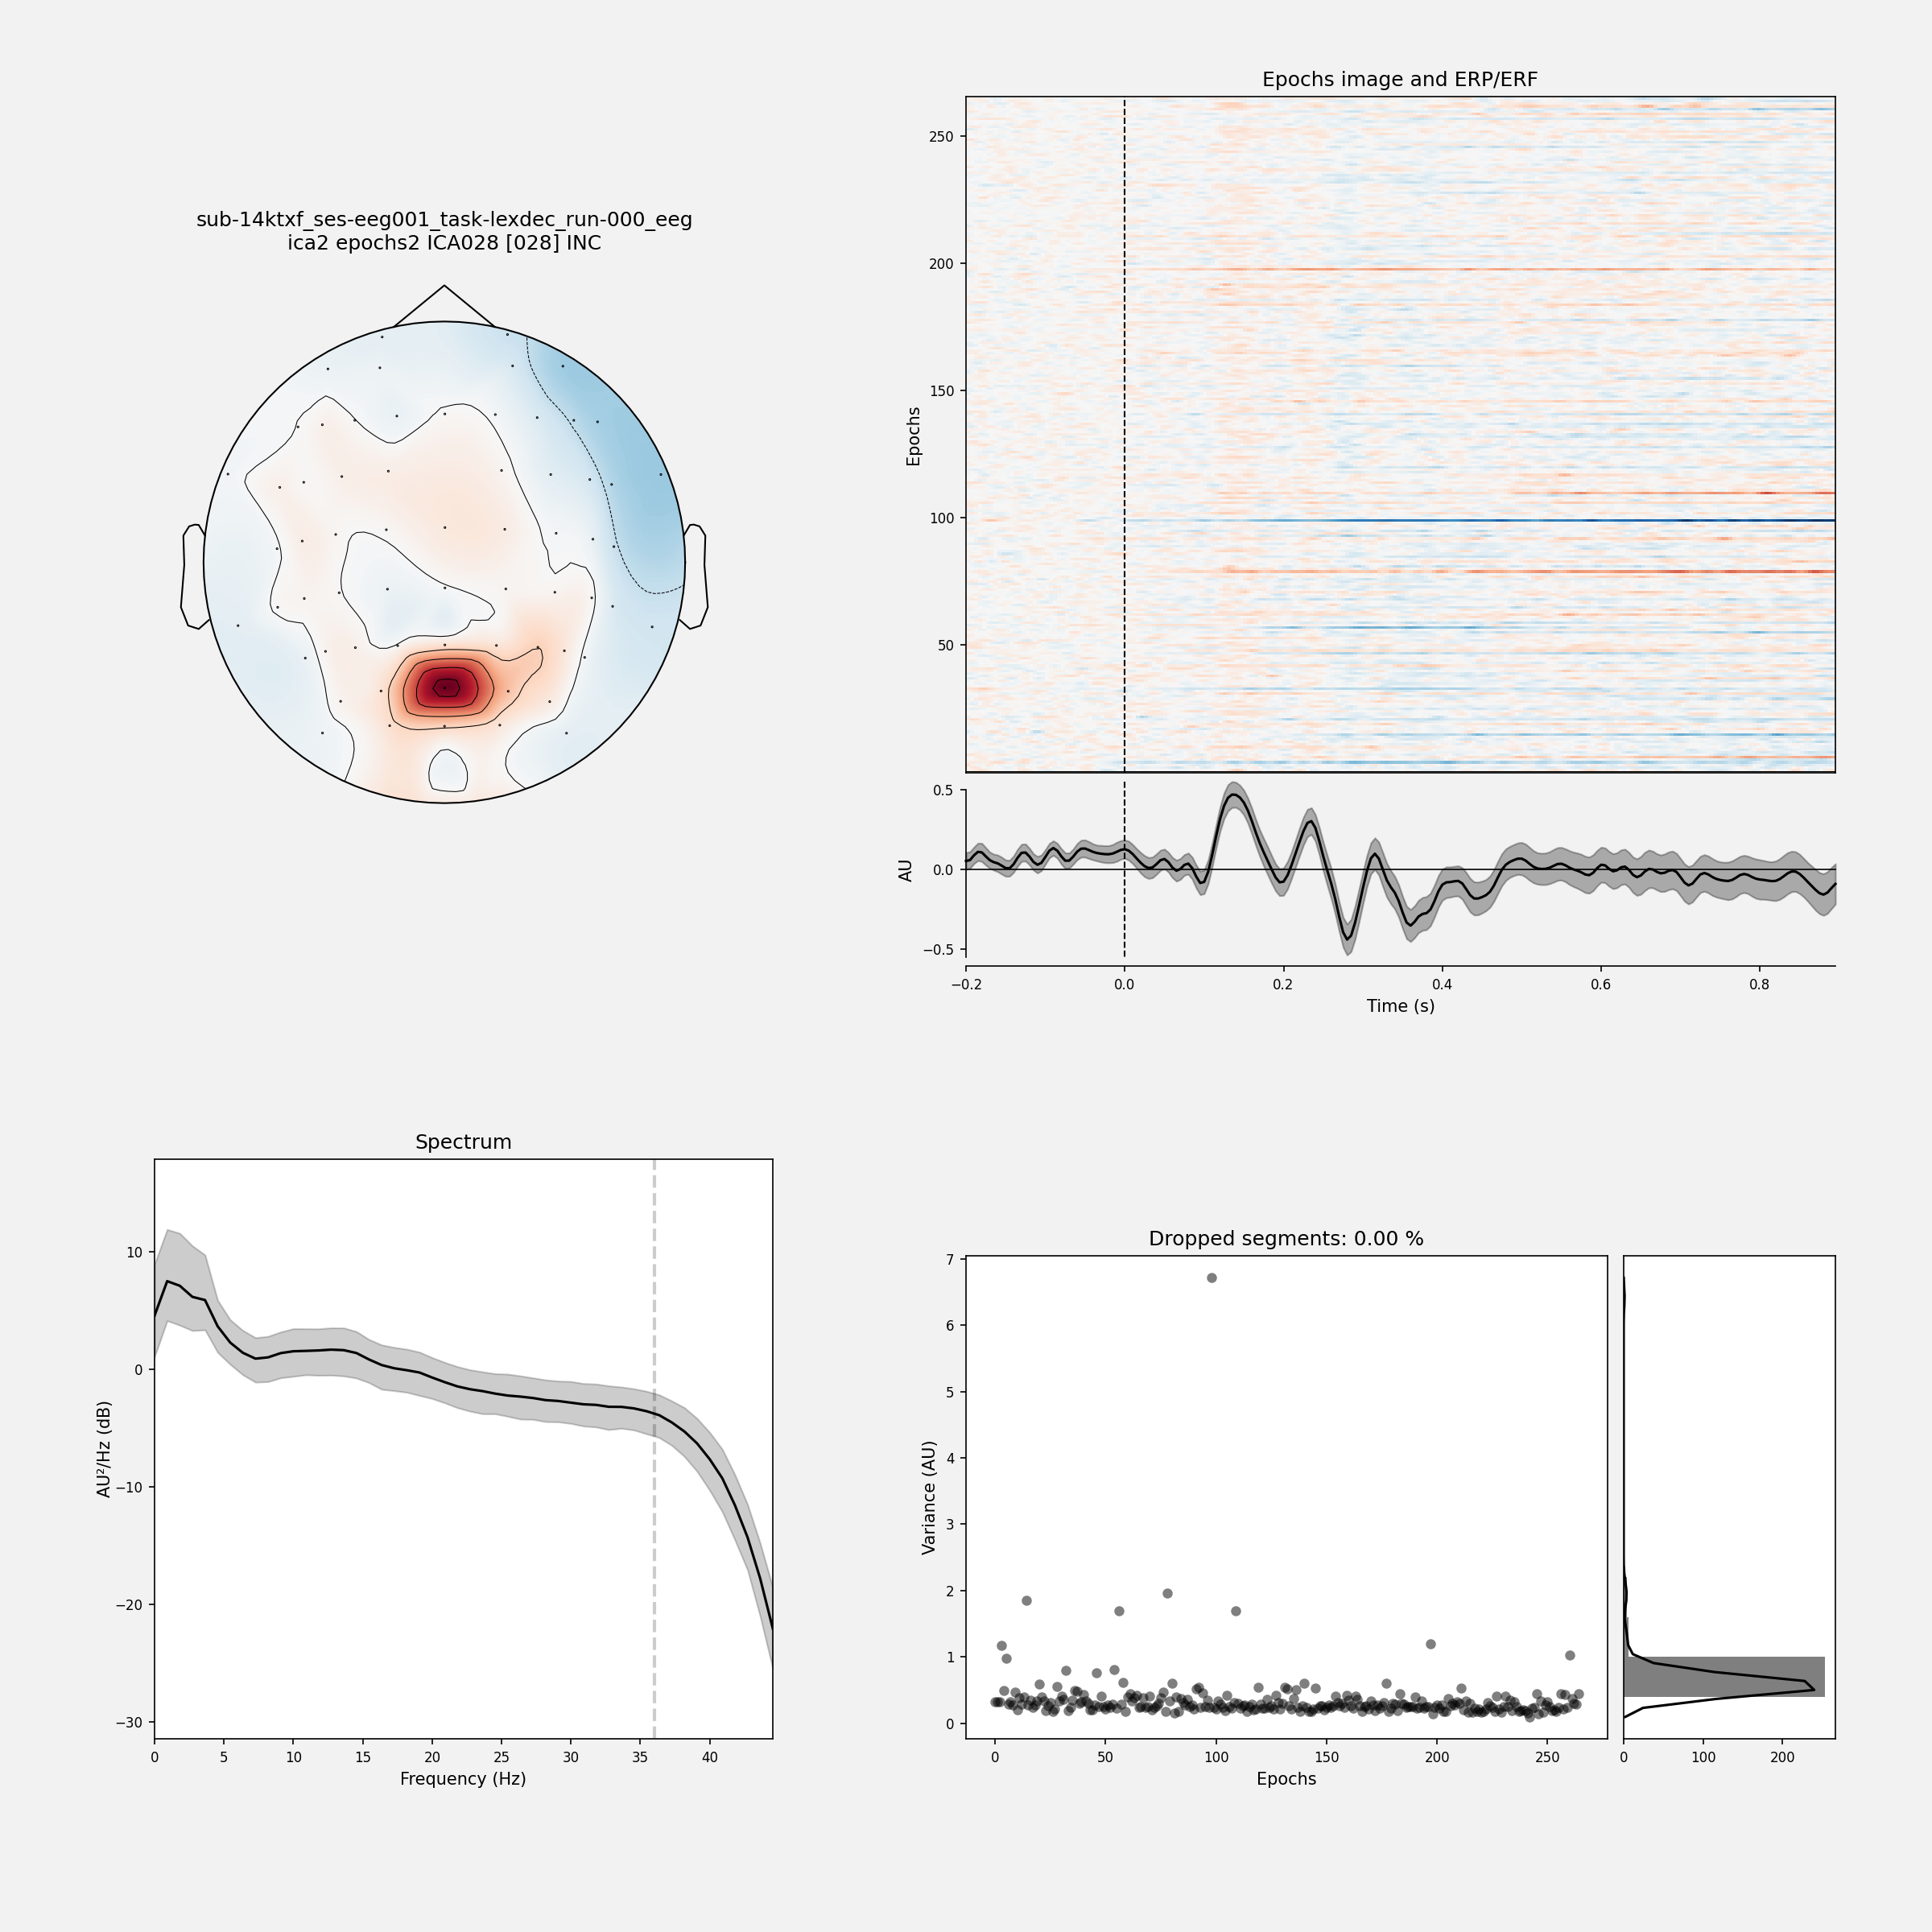 sub-14ktxf_ses-eeg001_task-lexdec_run-000_eeg
ica2 epochs2 ICA028 [028] INC
Epochs image and ERP/ERF
Epochs
250
200
150
100
50
AU
0.5
0.0
−0.5
−0.2 0.0 0.2 0.4 0.6 0.8
Time (s)
Spectrum
AU²/Hz (dB)
10
0
−10
−20
−30
0 5 10 15 20 25 30 35 40
Frequency (Hz)
Dropped segments: 0.00 %
Variance (AU)
7
6
5
4
3
2
1
0
0 50 100 150 200 250
Epochs
0 100 200